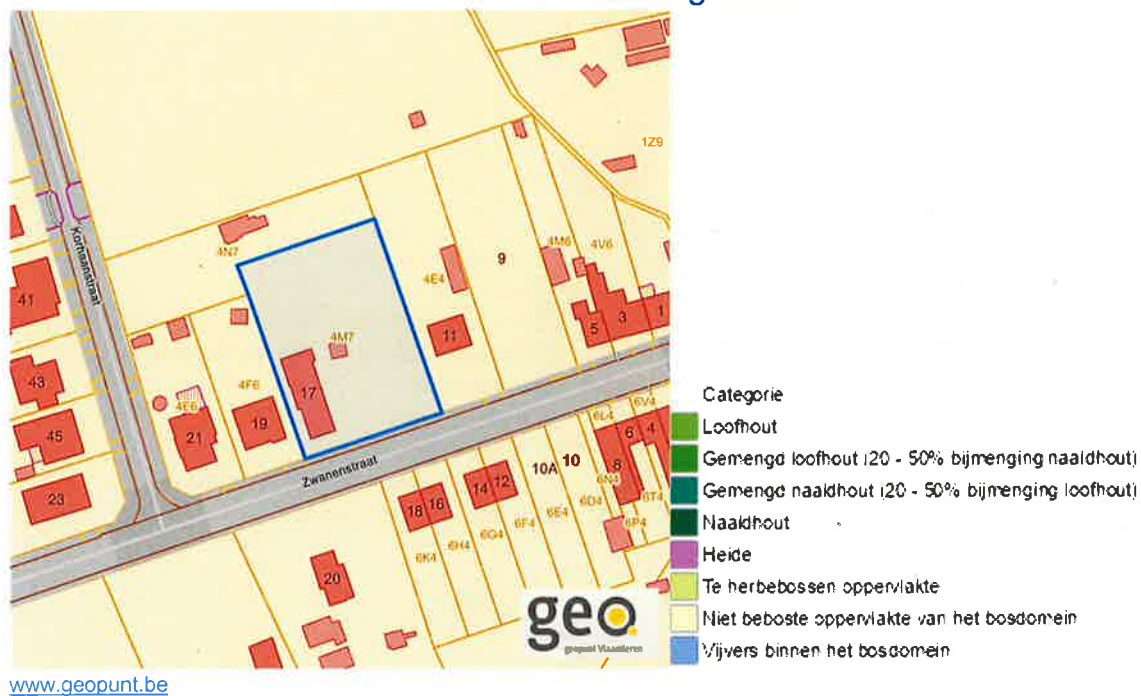 1Z9
Korhaanstraat
4N7
9
4M6
4V6
4E4
41
4M7
11
5
3
1
43
4F6
17
4E6
6V4
6L4
45
21
19
6
4
Zwanenstraat
10A
10
8
23
14
12
6N4
18
16
6D4
6T4
6E4
6F4
6P4
6G4
6H4
6K4
20
geo
geopunt Vlaanderen
Categorie
Loofhout
Gemengd loofhout (20 - 50% bijmenging naaldhout)
Gemengd naaldhout (20 - 50% bijmenging loofhout)
Naaldhout
Heide
Te herbebossen oppervlakte
Niet beboste oppervlakte van het bosdomein
Vijvers binnen het bosdomein
www.geopunt.be